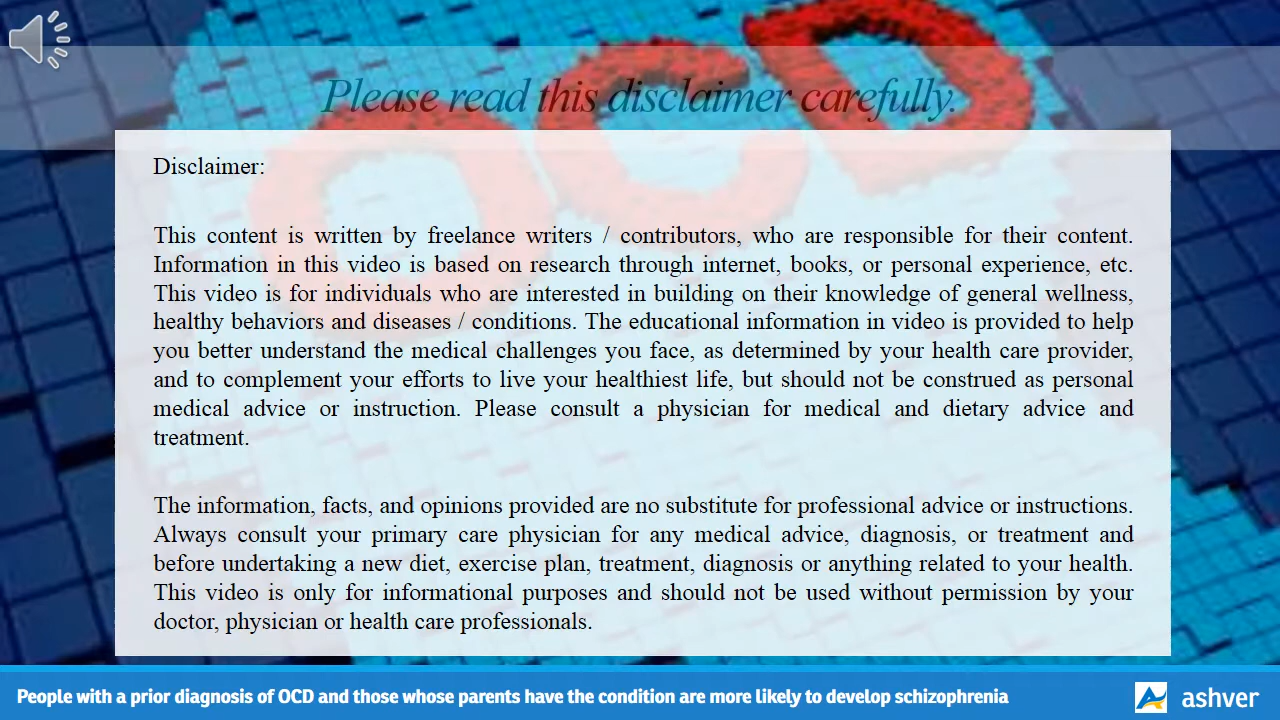 OCD
Please read this disclaimer carefully.
Disclaimer:
This content is written by freelance writers / contributors, who are responsible for their content.
Information in this video is based on research through internet, books, or personal experience, etc.
This video is for individuals who are interested in building on their knowledge of general wellness,
healthy behaviors and diseases / conditions. The educational information in video is provided to help
you better understand the medical challenges you face, as determined by your health care provider,
and to complement your efforts to live your healthiest life, but should not be construed as personal
medical advice or instruction. Please consult a physician for medical and dietary advice and
treatment.
The information, facts, and opinions provided are no substitute for professional advice or instructions.
Always consult your primary care physician for any medical advice, diagnosis, or treatment and
before undertaking a new diet, exercise plan, treatment, diagnosis or anything related to your health.
This video is only for informational purposes and should not be used without permission by your
doctor, physician or health care professionals.
People with a prior diagnosis of OCD and those whose parents have the condition are more likely to develop schizophrenia
ashver